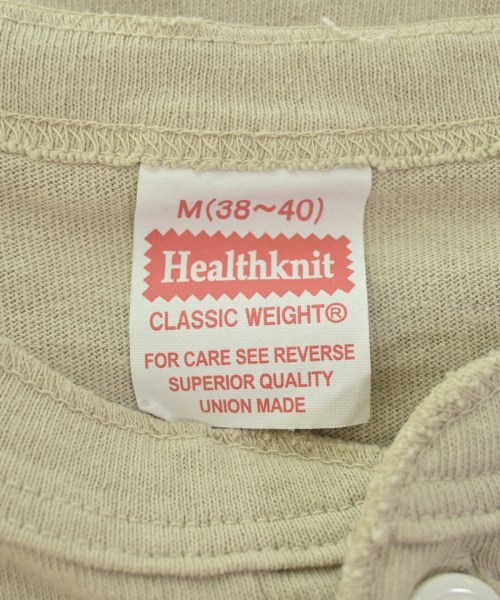 M(38～40)
Healthknit
CLASSIC WEIGHT®
FOR CARE SEE REVERSE
SUPERIOR QUALITY
UNION MADE